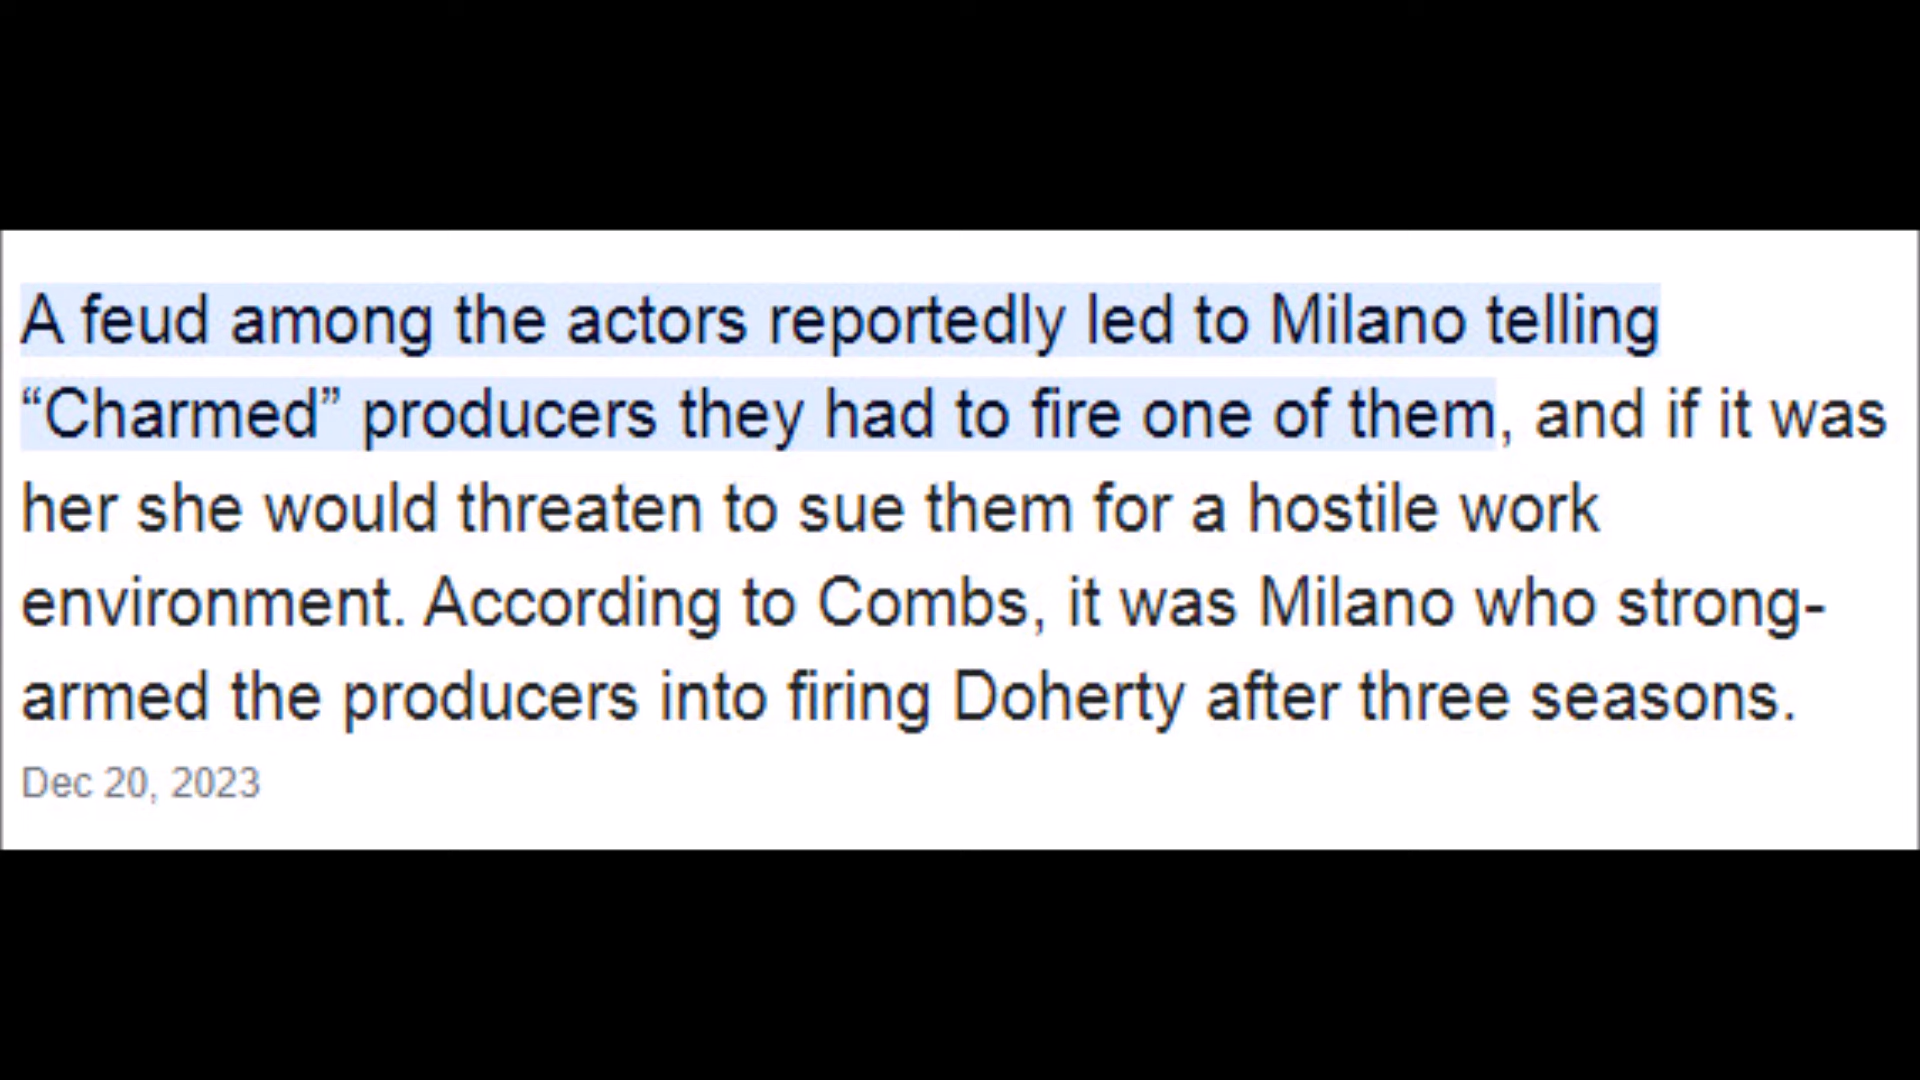 A feud among the actors reportedly led to Milano telling
“Charmed” producers they had to fire one of them, and if it was
her she would threaten to sue them for a hostile work
environment. According to Combs, it was Milano who strong-
armed the producers into firing Doherty after three seasons.
Dec 20, 2023